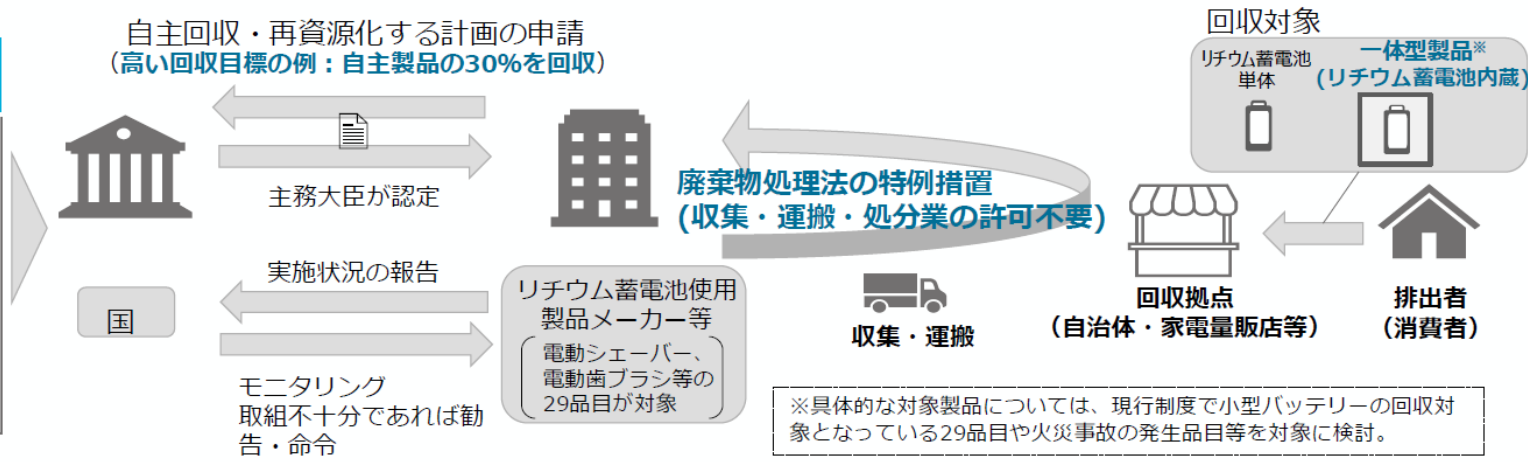 自主回収・再資源化する計画の申請
（高い回収目標の例：自主製品の30%を回収）
主務大臣が認定
実施状況の報告
国
モニタリング
取組不十分であれば勧
告・命令
リチウム蓄電池使用
製品メーカー等
電動シェーバー、
電動歯ブラシ等の
29品目が対象
廃棄物処理法の特例措置
(収集・運搬・処分業の許可不要)
収集・運搬
回収対象
リチウム蓄電池
単体
一体型製品※
(リチウム蓄電池内蔵)
回収拠点
（自治体・家電量販店等）
排出者
（消費者）
※具体的な対象製品については、現行制度で小型バッテリーの回収対
象となっている29品目や火災事故の発生品目等を対象に検討。